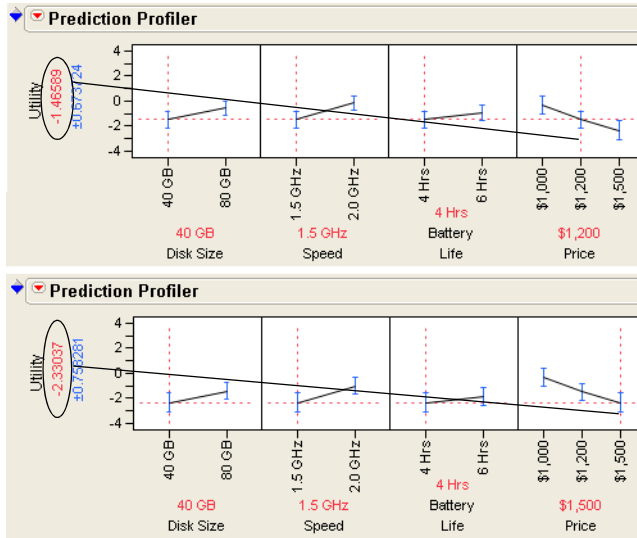 Prediction Profiler
Utility
-1.46589
±0.673724
4
2
0
-2
-4
40 GB
80 GB
1.5 GHz
2.0 GHz
4 Hrs
6 Hrs
$1,000
$1,200
$1,500
40 GB
1.5 GHz
4 Hrs
$1,200
Disk Size
Speed
Battery
Life
Price
Prediction Profiler
Utility
-2.33037
±0.758281
4
2
0
-2
-4
40 GB
80 GB
1.5 GHz
2.0 GHz
4 Hrs
6 Hrs
$1,000
$1,200
$1,500
40 GB
1.5 GHz
4 Hrs
$1,500
Disk Size
Speed
Battery
Life
Price